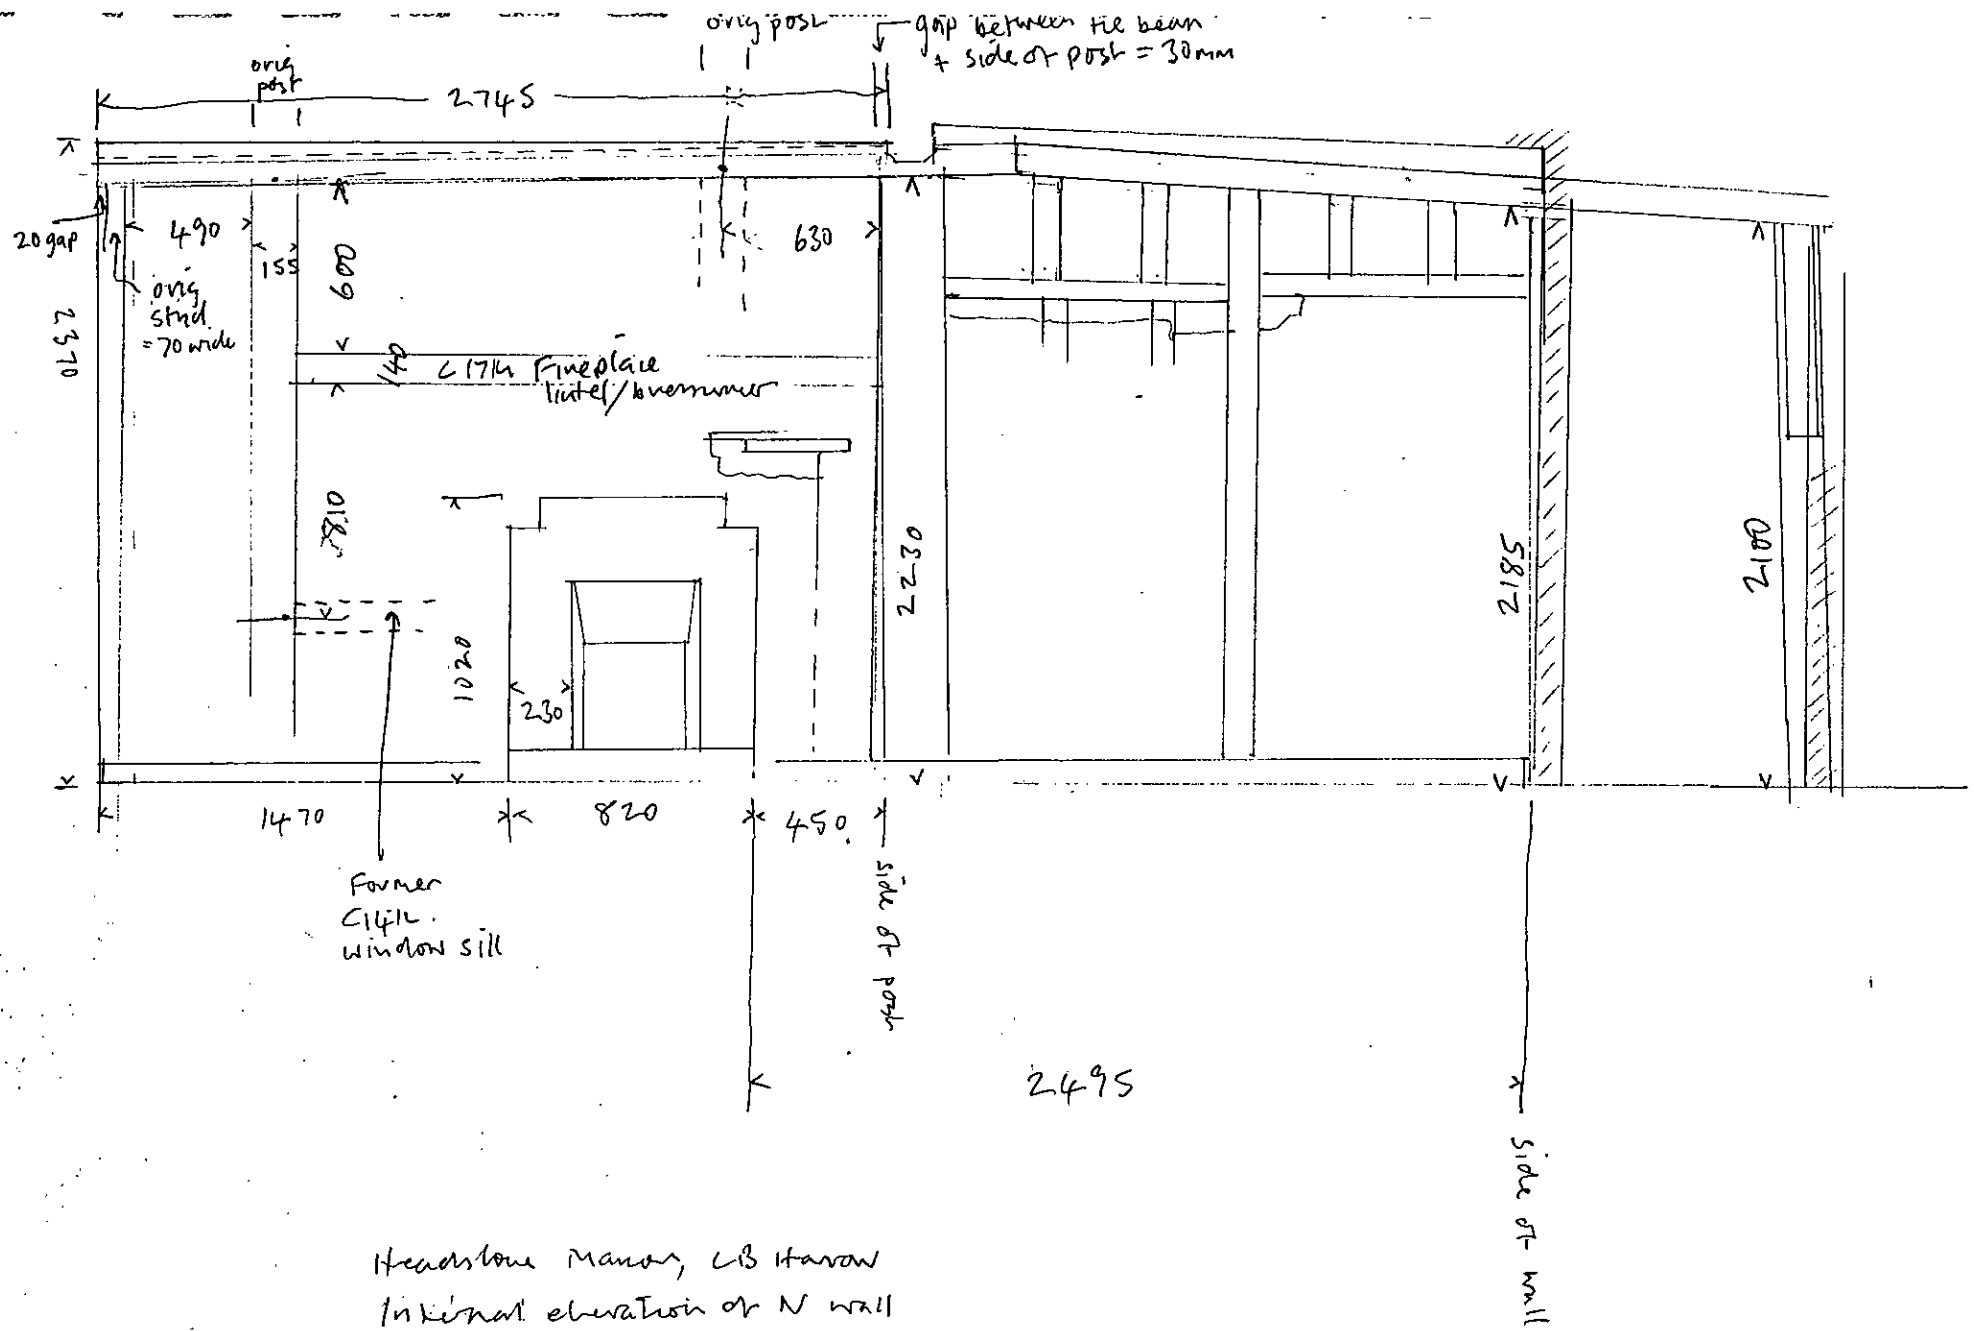 orig post
gap between tie beam
+ side of post = 30mm
orig
post
2745
20 gap
490
155
600
630
orig
stud
= 70 wide
2370
140
C17th Fireplace
lintel/bressumer
810
1020
230
2230
2185
2100
1470
820
450
side of post
Former
C14th
window sill
2495
side of wall
Headstone Manor, LB Harrow
Internal elevation of N wall